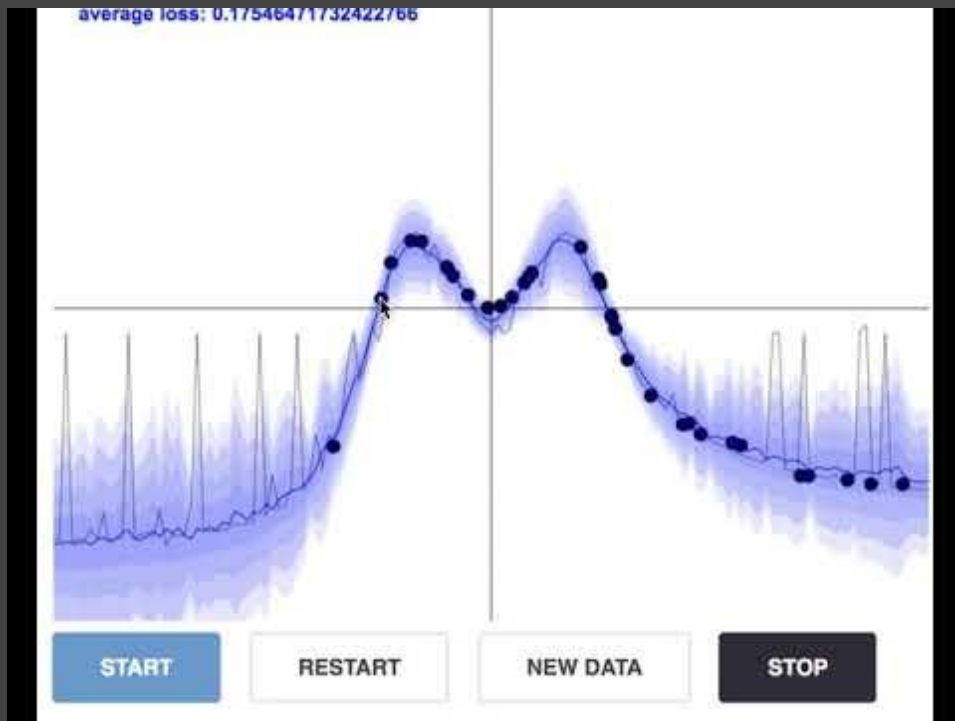 average loss: 0.17546471732422766
START
RESTART
NEW DATA
STOP